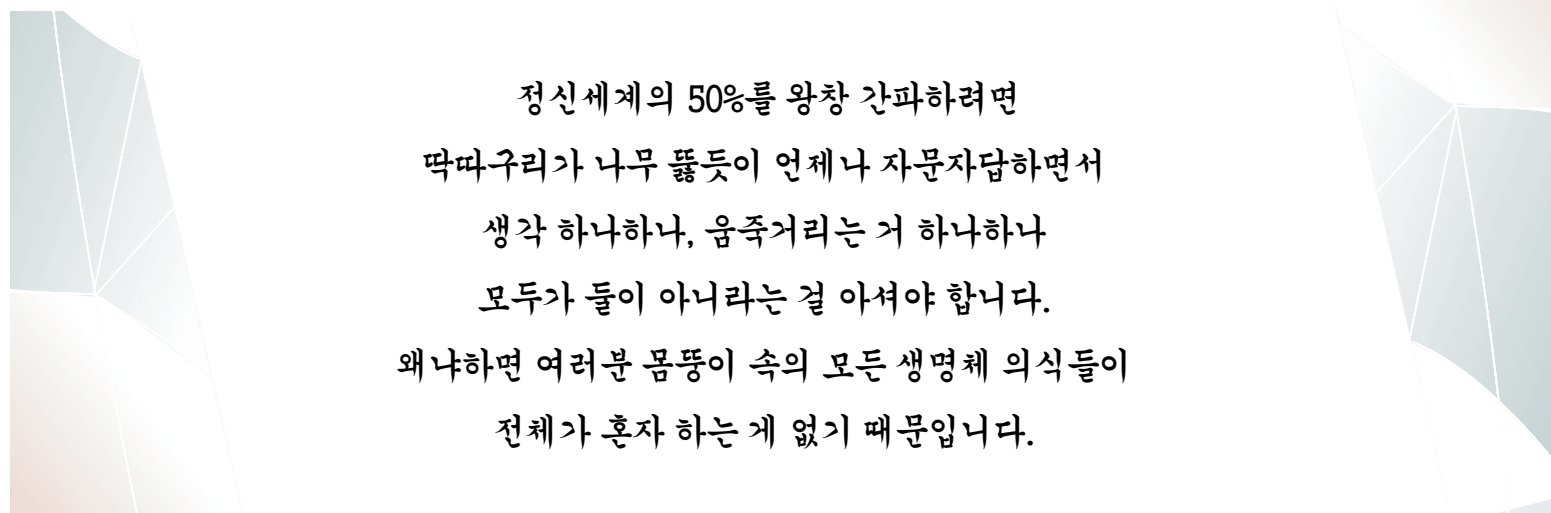 정신세계의 50%를 왕창 간파하려면
딱따구리가 나무 뚫듯이 언제나 자문자답하면서
생각 하나하나, 움죽거리는 거 하나하나
모두가 둘이 아니라는 걸 아셔야 합니다.
왜냐하면 여러분 몸뚱이 속의 모든 생명체 의식들이
전체가 혼자 하는 게 없기 때문입니다.